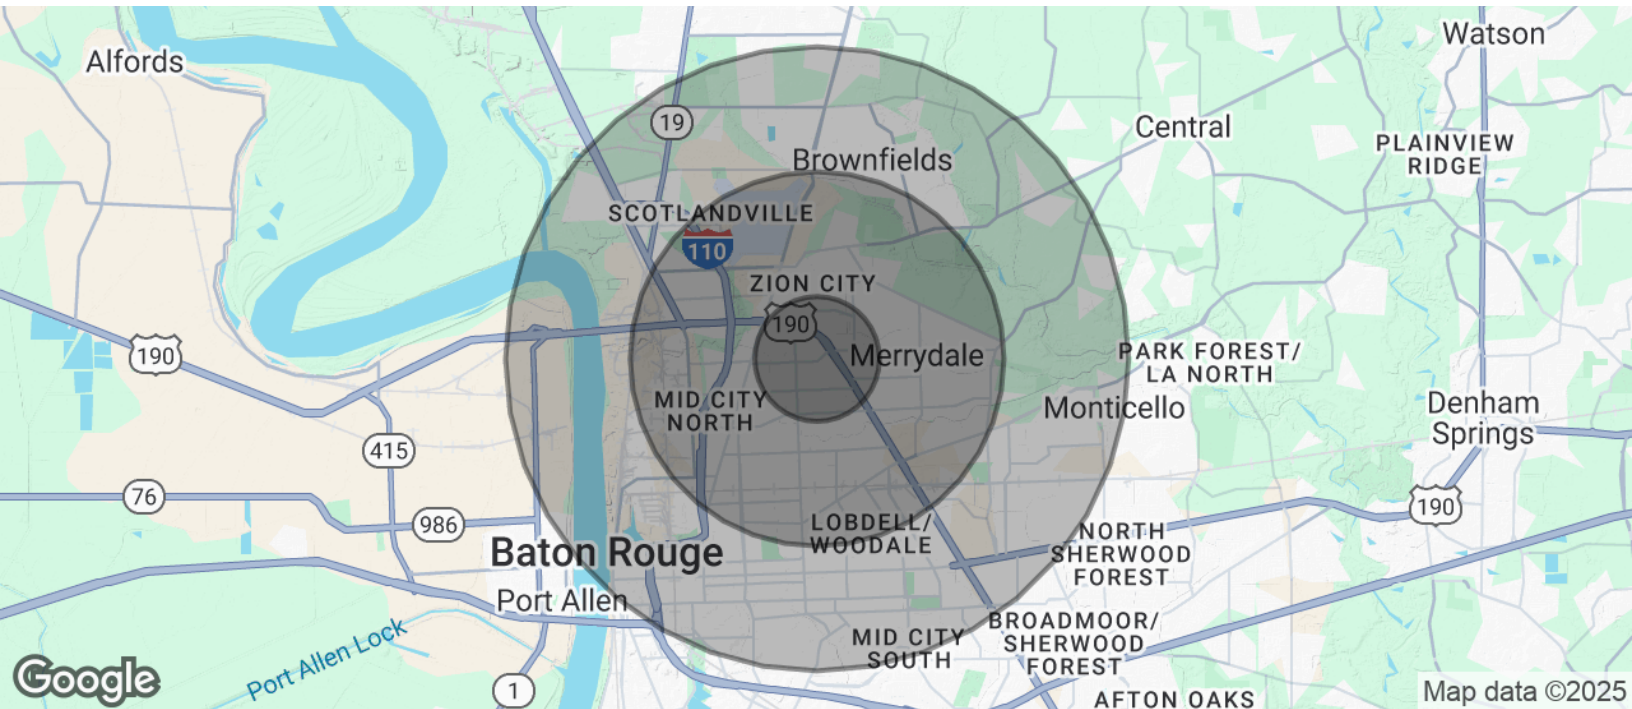 Watson
Alfords
19
Central
PLAINVIEW
RIDGE
Brownfields
SCOTLANDVILLE
110
ZION CITY
190
190
Merrydale
PARK FOREST/
LA NORTH
MID CITY
NORTH
Monticello
Denham
Springs
415
76
986
190
LOBDELL/
WOODALE
NORTH
SHERWOOD
FOREST
Baton Rouge
Port Allen
BROADMOOR/
SHERWOOD
FOREST
MID CITY
SOUTH
Port Allen Lock
1
AFTON OAKS
Google
Map data ©2025